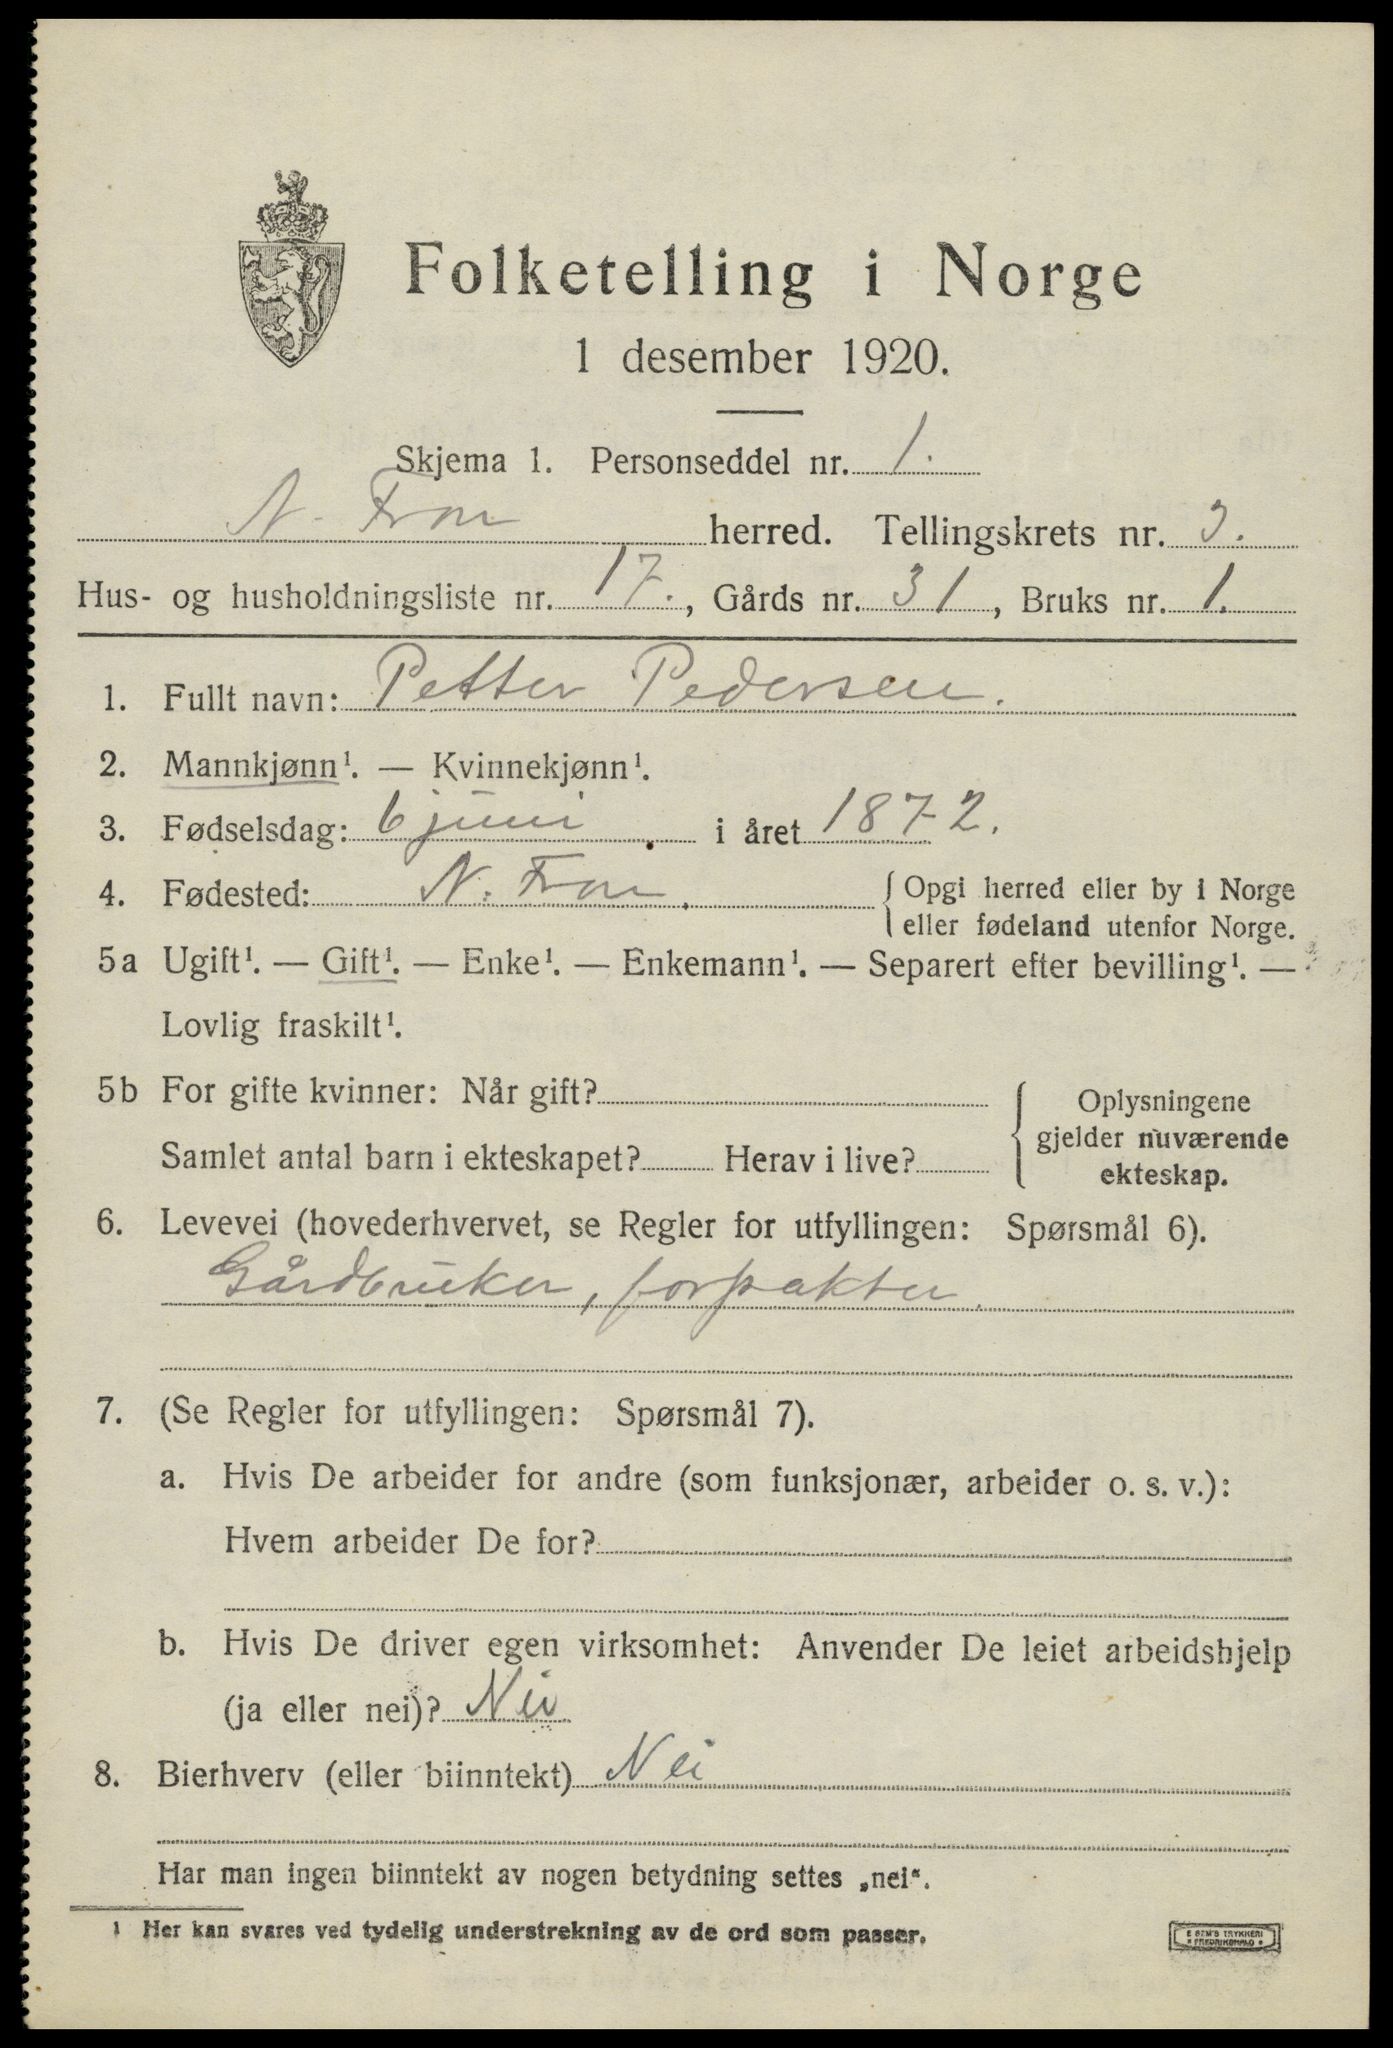 Folketelling i Norge
1 desember 1920.
Skjema 1. Personseddel nr. 1.
N. Fron herred. Tellingskrets nr. 3.
Hus- og husholdningsliste nr. 17., Gårds nr. 31, Bruks nr. 1.
1. Fullt navn: Petter Pedersen.
2. Mannkjønn¹. — Kvinnekjønn¹.
3. Fødselsdag: 6 juni i året 1872.
4. Fødested: N. Fron. { Opgi herred eller by i Norge
eller fødeland utenfor Norge.
5a Ugift¹. — Gift¹. — Enke¹. — Enkemann¹. — Separert efter bevilling¹. —
Lovlig fraskilt¹.
5b For gifte kvinner: Når gift?
Samlet antal barn i ekteskapet? Herav i live?
{ Oplysningene
gjelder nuværende
ekteskap.
6. Levevei (hovederhvervet, se Regler for utfyllingen: Spørsmål 6).
Gårdbruker, forpakter.
7. (Se Regler for utfyllingen: Spørsmål 7).
a. Hvis De arbeider for andre (som funksjonær, arbeider o. s. v.):
Hvem arbeider De for?
b. Hvis De driver egen virksomhet: Anvender De leiet arbeidshjelp
(ja eller nei)? Nei
8. Bierhverv (eller biinntekt) Nei
Har man ingen biinntekt av nogen betydning settes „nei“.
1 Her kan svares ved tydelig understrekning av de ord som passer.
E SEM'S TRYKKERI
* FREDRIKSHALD *